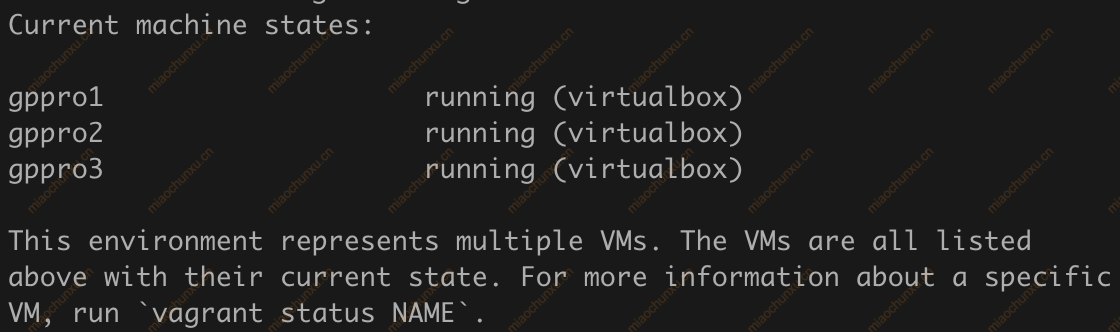 Current machine states:
gppro1                    running (virtualbox)
gppro2                    running (virtualbox)
gppro3                    running (virtualbox)
This environment represents multiple VMs. The VMs are all listed
above with their current state. For more information about a specific
VM, run `vagrant status NAME`.
miaochunxu.cn